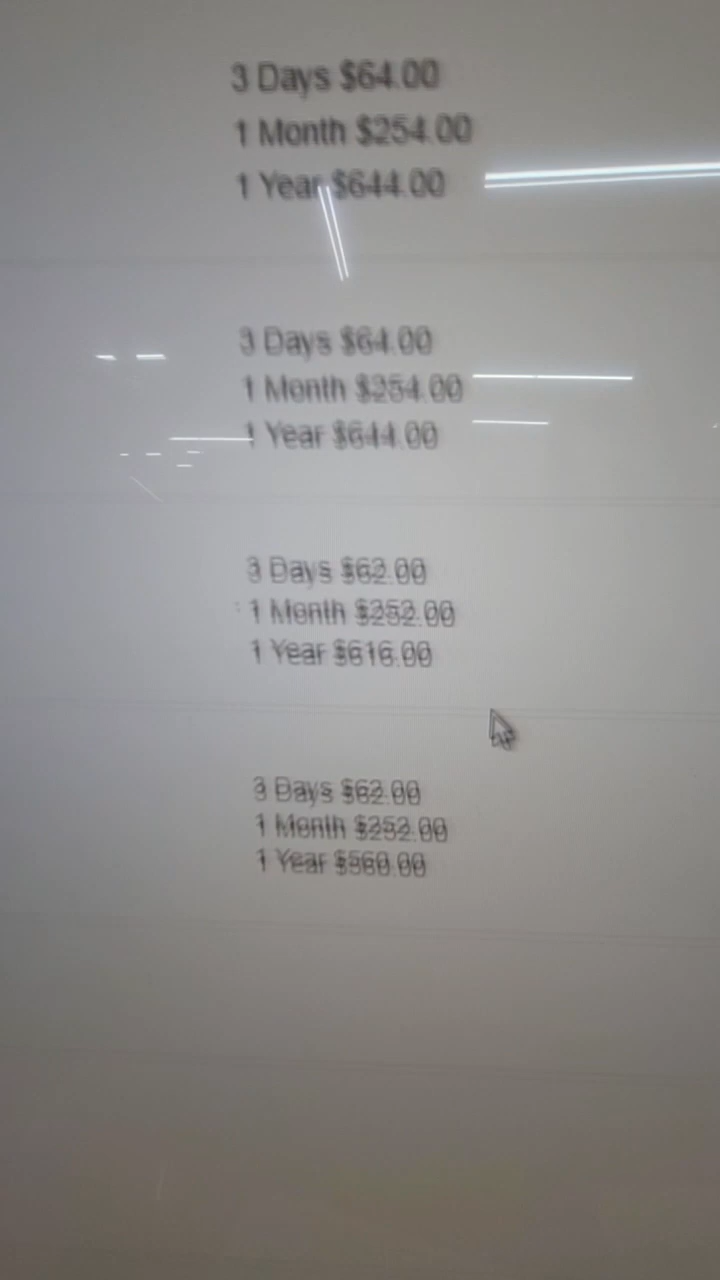 3 Days $64.00
1 Month $254.00
1 Year $644.00
3 Days $64.00
1 Month $254.00
1 Year $644.00
3 Days $62.00
1 Month $252.00
1 Year $616.00
3 Days $62.00
1 Month $252.00
1 Year $560.00